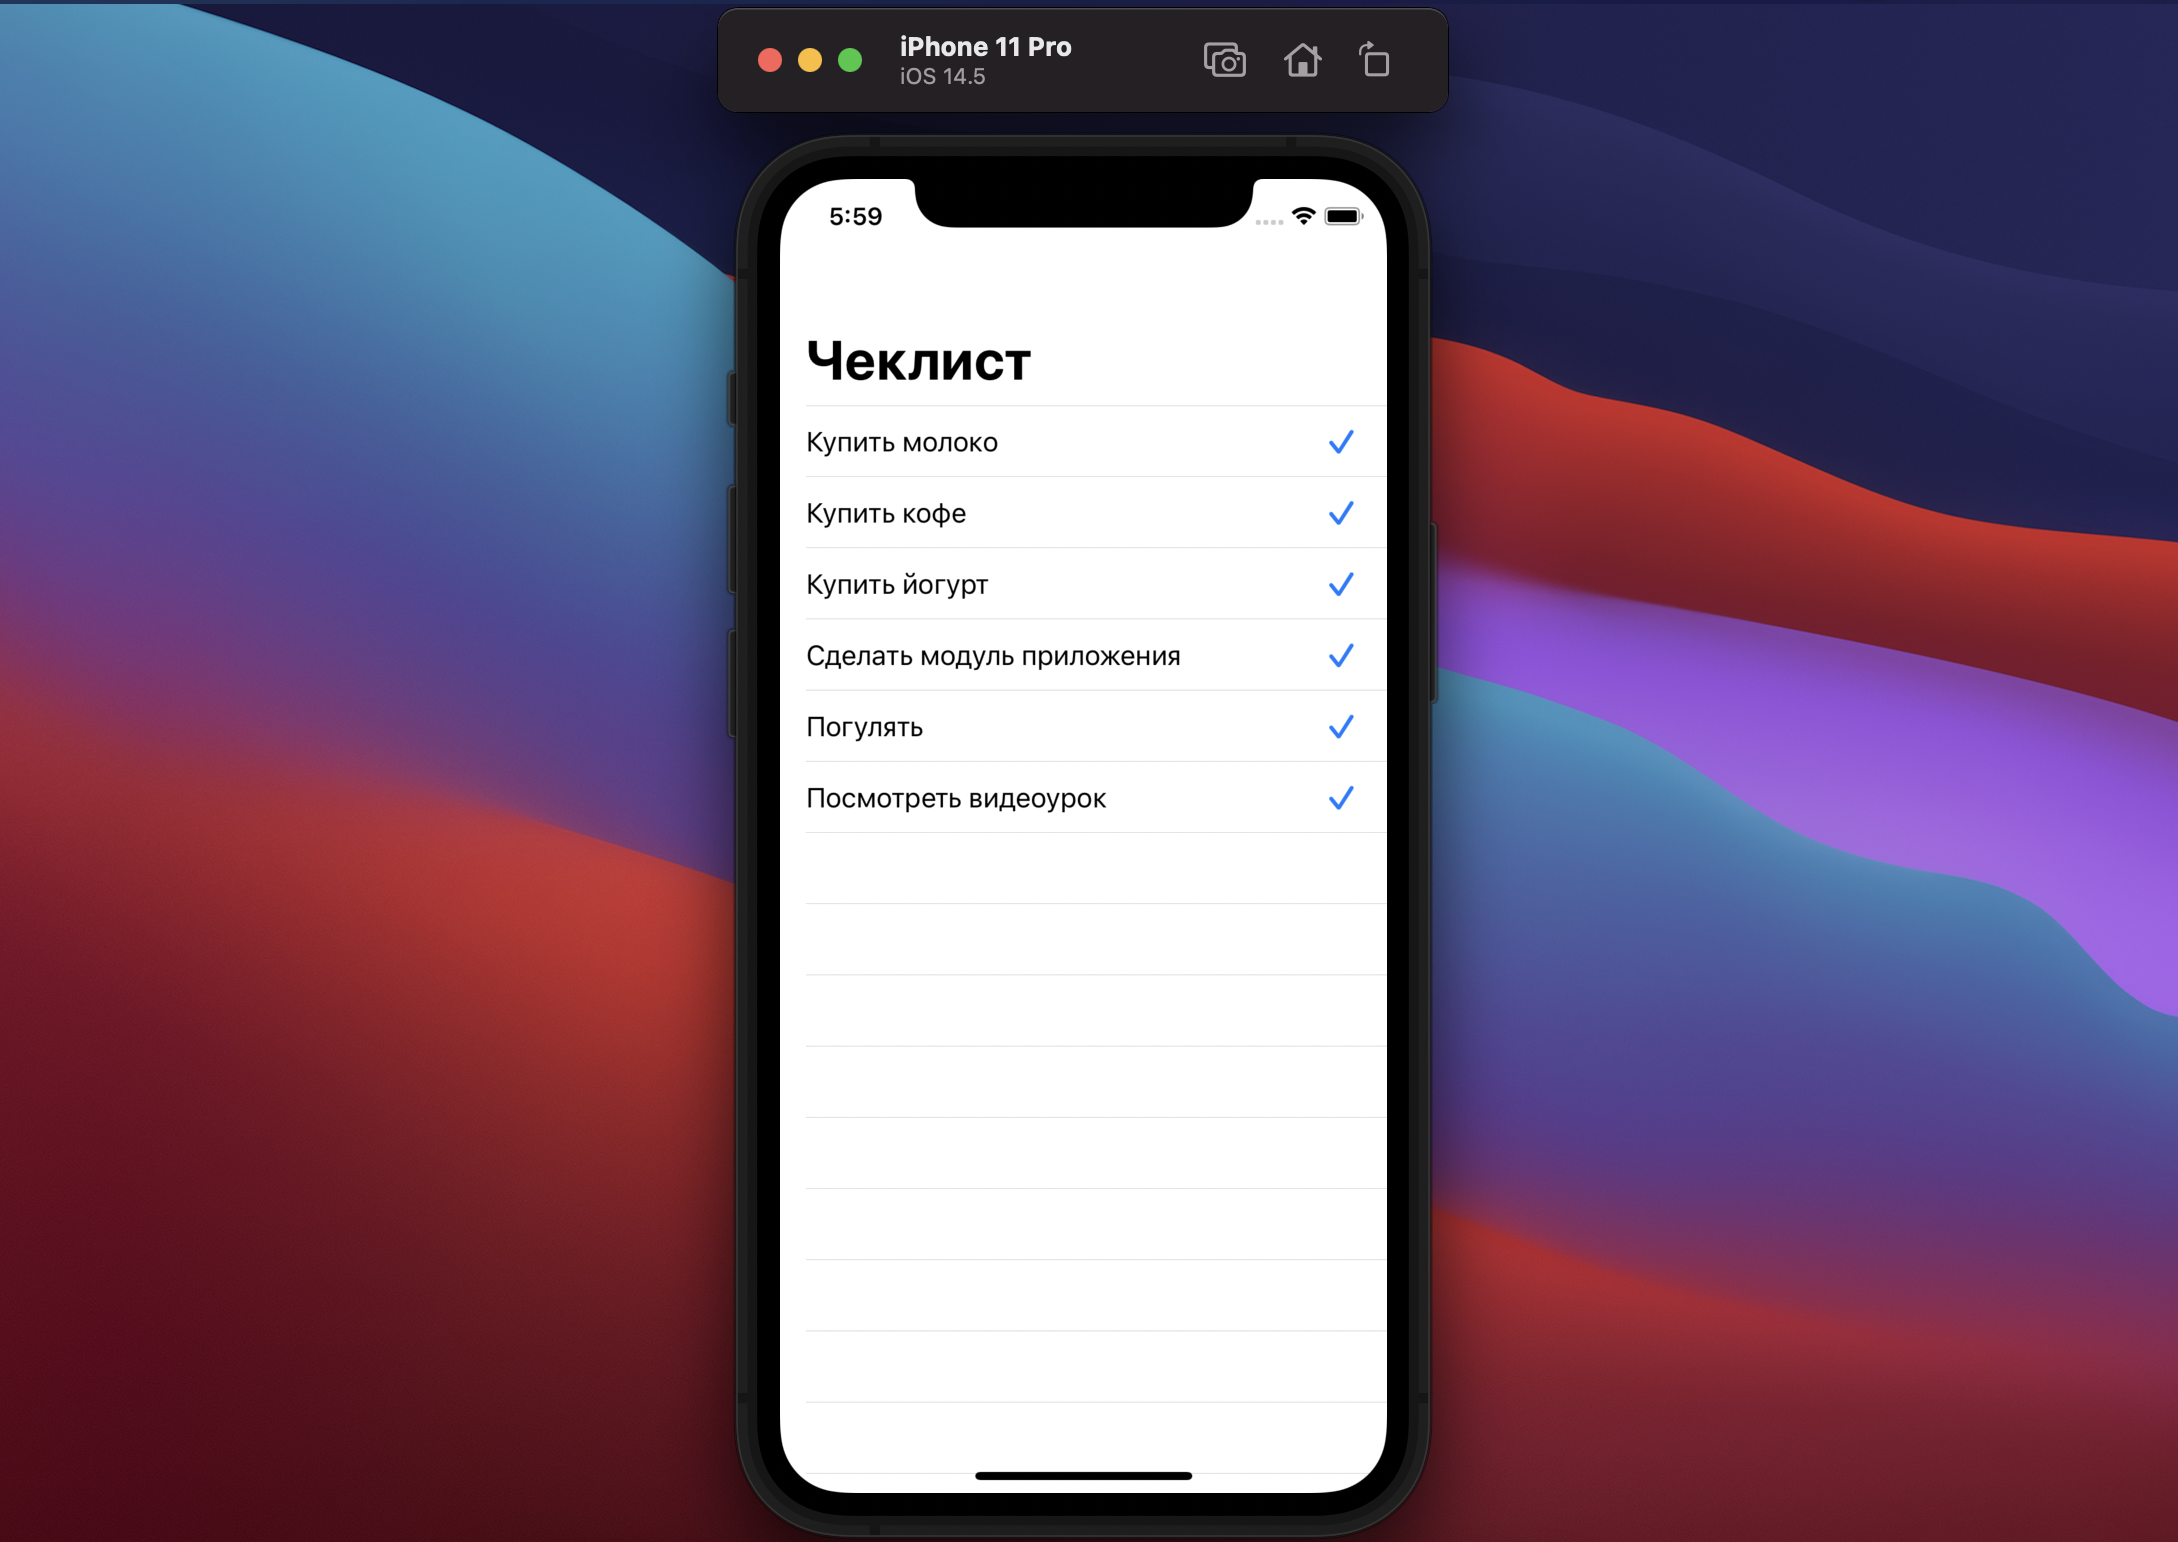 iPhone 11 Pro
iOS 14.5
5:59
Чеклист
Купить молоко
Купить кофе
Купить йогурт
Сделать модуль приложения
Погулять
Посмотреть видеоурок